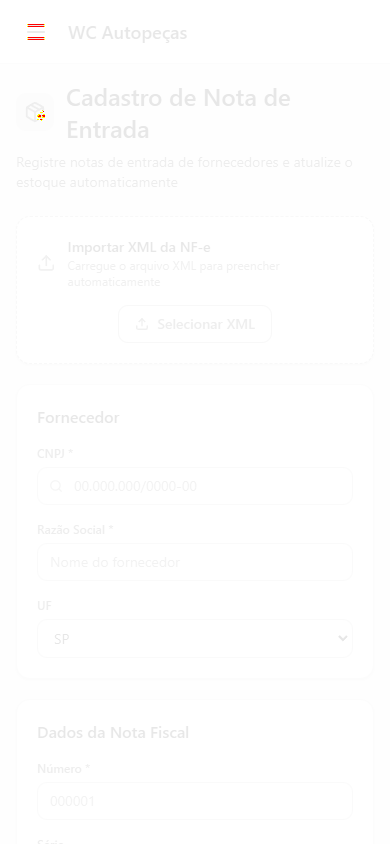 WC Autopeças
Cadastro de Nota de
Entrada
Registre notas de entrada de fornecedores e atualize o
estoque automaticamente
Importar XML da NF-e
Carregue o arquivo XML para preencher
automaticamente
Selecionar XML
Fornecedor
CNPJ *
00.000.000/0000-00
Razão Social *
Nome do fornecedor
UF
SP
Dados da Nota Fiscal
Número *
000001
Série